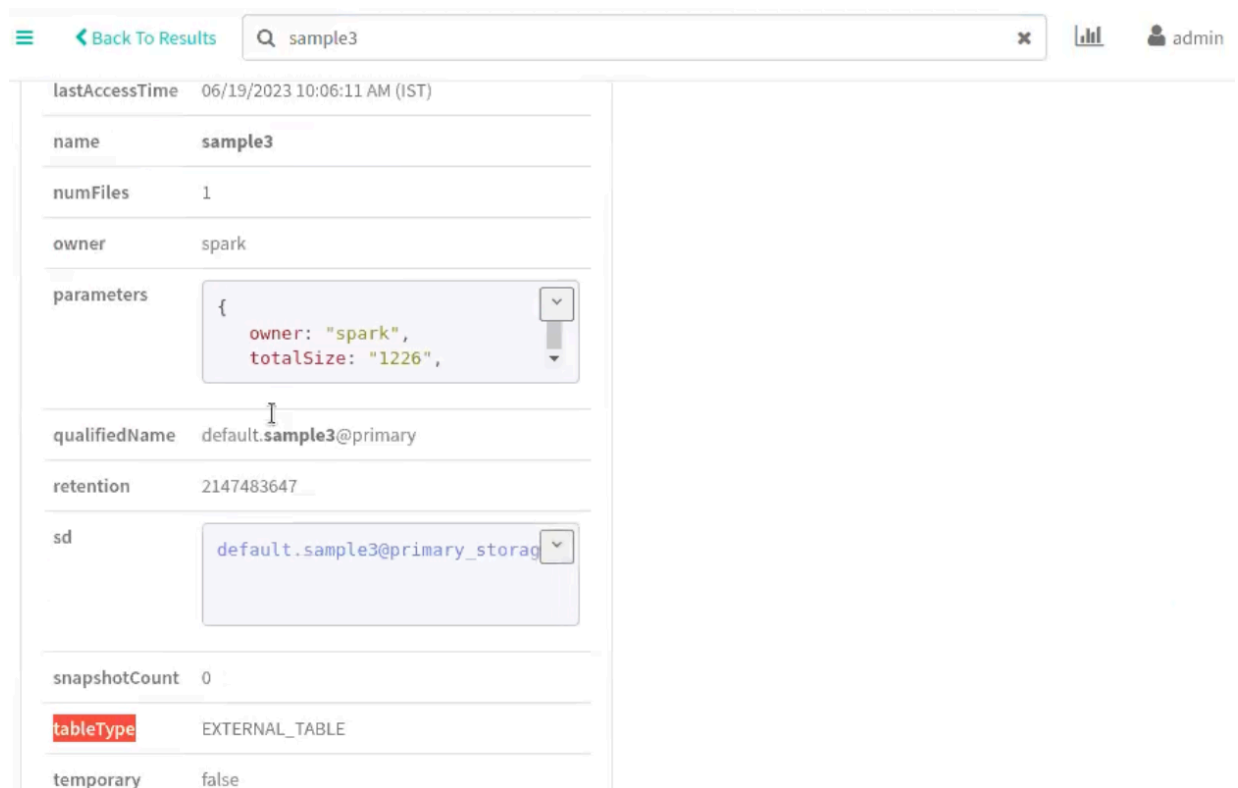 Back To Results sample3 admin
lastAccessTime 06/19/2023 10:06:11 AM (IST)
name sample3
numFiles 1
owner spark
parameters {
owner: "spark",
totalSize: "1226",
qualifiedName default.sample3@primary
retention 2147483647
sd default.sample3@primary_storag
snapshotCount 0
tableType EXTERNAL_TABLE
temporary false